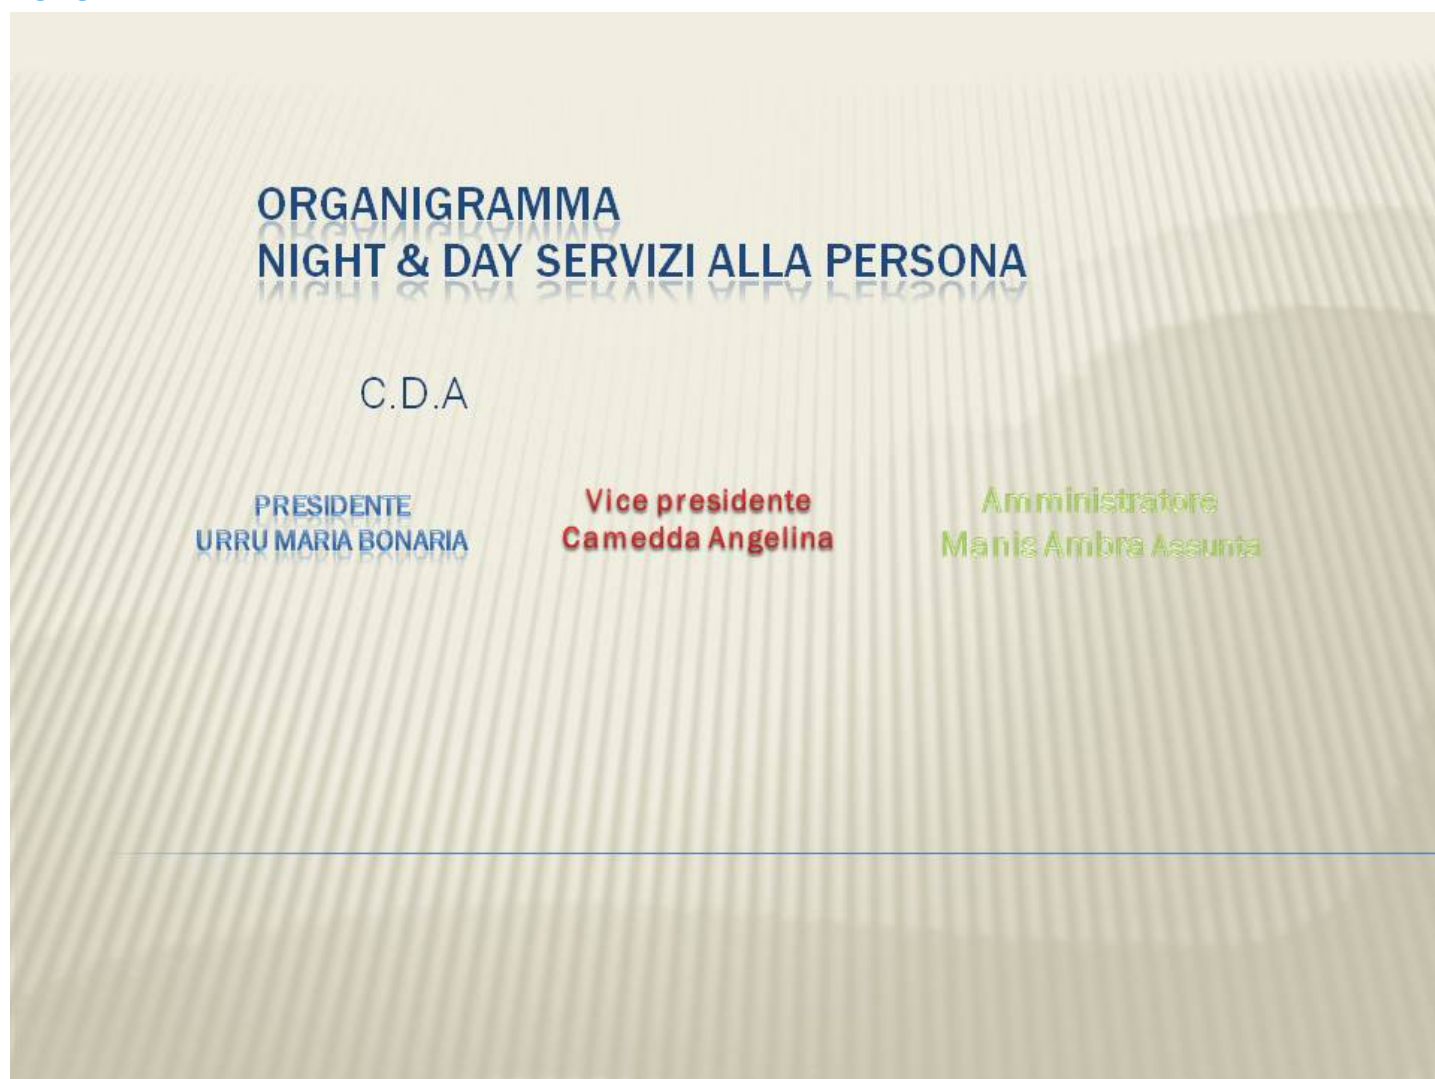 ORGANIGRAMMA
NIGHT & DAY SERVIZI ALLA PERSONA
C.D.A
PRESIDENTE
URRU MARIA BONARIA
Vice presidente
Camedda Angelina
Amministratore
Manis Ambra Assunta